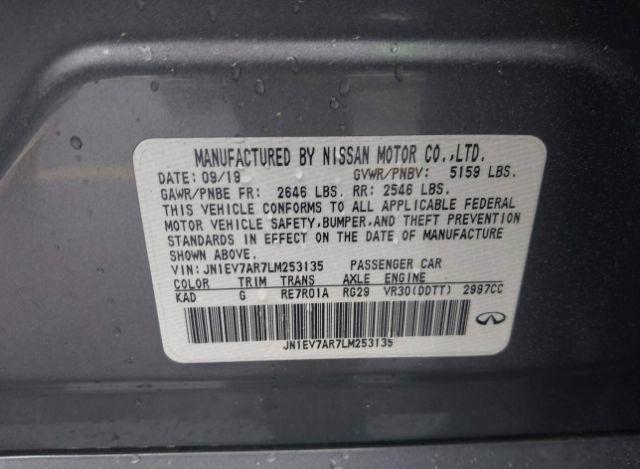 MANUFACTURED BY NISSAN MOTOR CO.,LTD.
DATE: 09/19 GVWR/PNBV: 5159 LBS.
GAWR/PNBE FR: 2646 LBS. RR: 2546 LBS.
THIS VEHICLE CONFORMS TO ALL APPLICABLE FEDERAL
MOTOR VEHICLE SAFETY, BUMPER, AND THEFT PREVENTION
STANDARDS IN EFFECT ON THE DATE OF MANUFACTURE
SHOWN ABOVE.
VIN: JN1EV7AR7LM253135 PASSENGER CAR
COLOR TRIM TRANS AXLE ENGINE
KAD G RE7R01A RG29 VR30(DDTT) 2997CC
JN1EV7AR7LM253135